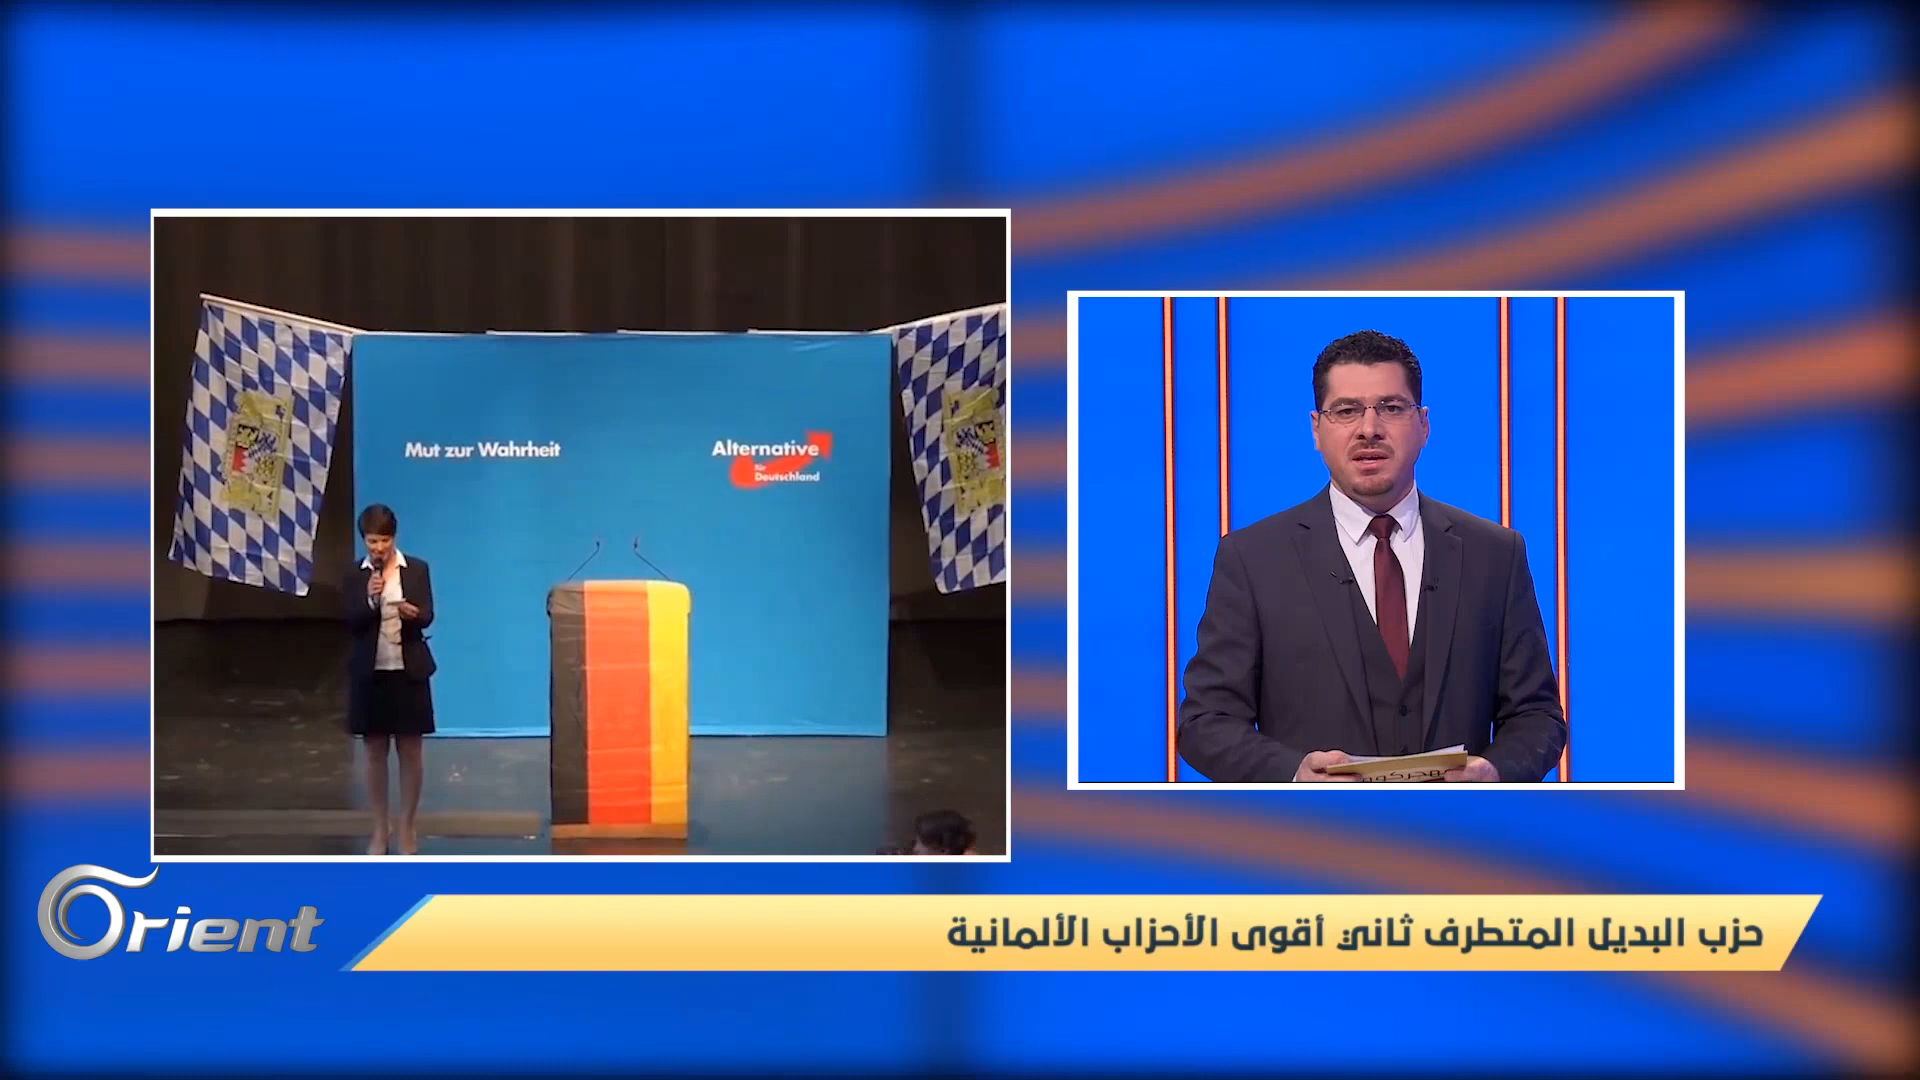 Mut zur Wahrheit
Alternative
für
Deutschland
Orient
حزب البديل المتطرف ثاني أقوى الأحزاب الألمانية